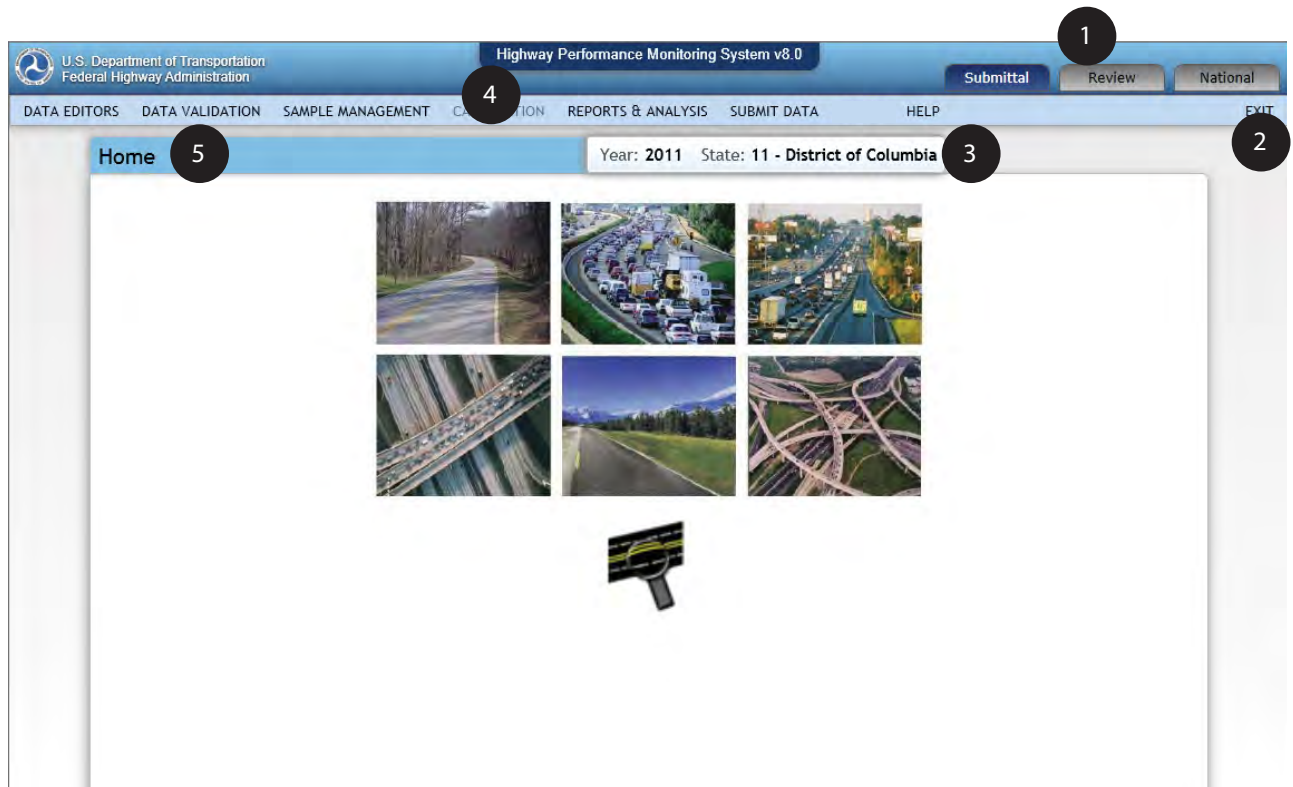 1
U.S. Department of Transportation
Federal Highway Administration
Highway Performance Monitoring System v8.0
Submittal Review National
4
DATA EDITORS DATA VALIDATION SAMPLE MANAGEMENT REPORTS & ANALYSIS SUBMIT DATA HELP EXIT
2
Home 5 Year: 2011 State: 11 - District of Columbia 3